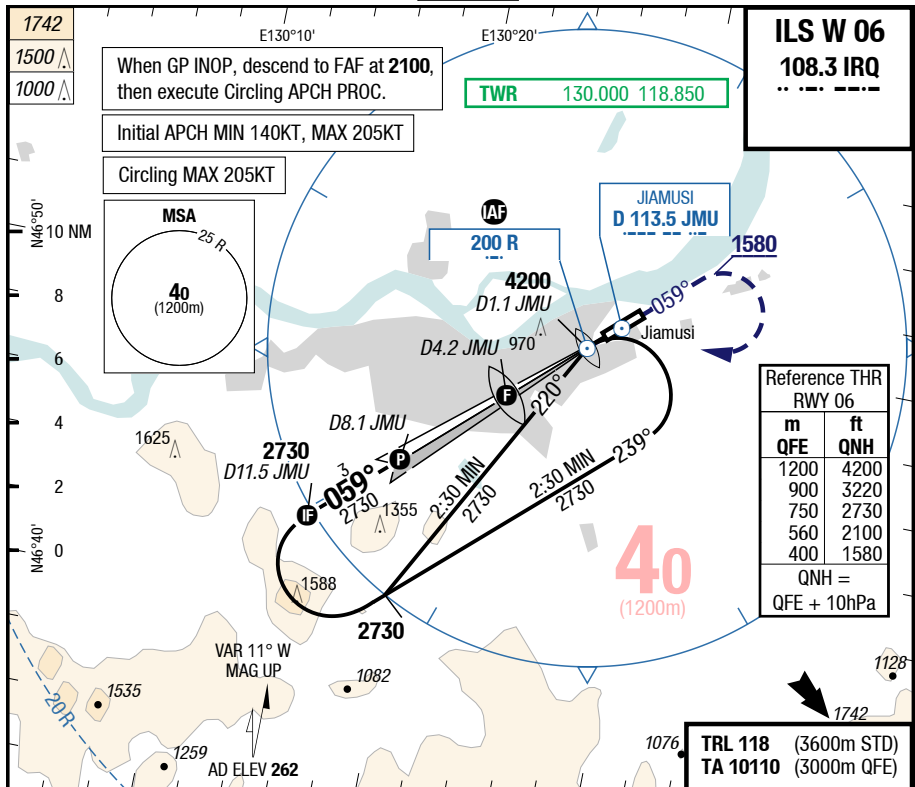 1742
1500
1000
When GP INOP, descend to FAF at 2100,
then execute Circling APCH PROC.
Initial APCH MIN 140KT, MAX 205KT
Circling MAX 205KT
E130°10'
E130°20'
TWR 130.000 118.850
ILS W 06
108.3 IRQ
N46°50'
10 NM
8
6
4
2
0
N46°40'
MSA
25 R
40
(1200m)
IAF
200 R
JIAMUSI
D 113.5 JMU
1580
059°
Jiamusi
4200
D1.1 JMU
970
D4.2 JMU
F
220°
239°
D8.1 JMU
P
2730
D11.5 JMU
IF
3
059°
2730
2:30 MIN
2730
2:30 MIN
2730
2730
1625
1355
1588
40
(1200m)
Reference THR
RWY 06
m ft
QFE QNH
1200 4200
900 3220
750 2730
560 2100
400 1580
QNH =
QFE + 10hPa
VAR 11° W
MAG UP
AD ELEV 262
20 R
1535
1259
1082
1128
1742
1076
TRL 118 (3600m STD)
TA 10110 (3000m QFE)